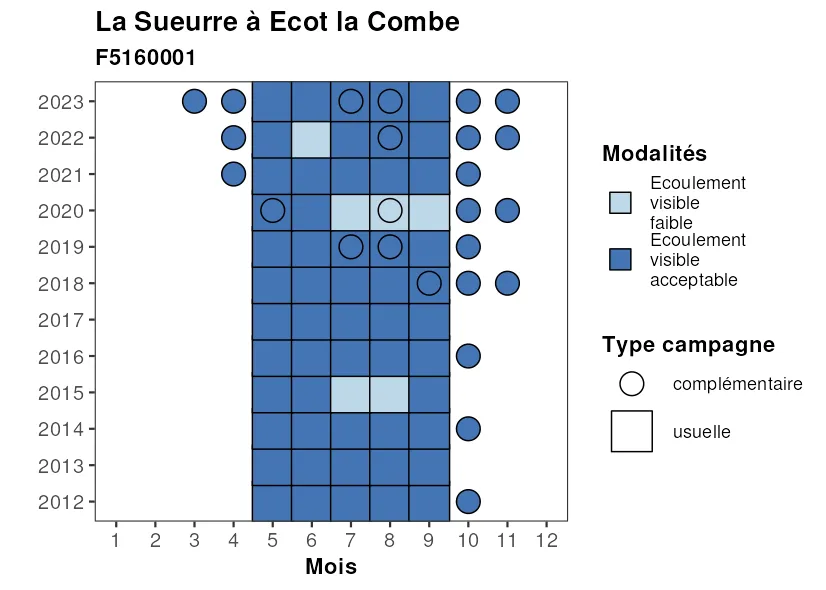 La Sueurre à Ecot la Combe
F5160001
2023
2022
2021
2020
2019
2018
2017
2016
2015
2014
2013
2012
1 2 3 4 5 6 7 8 9 10 11 12
Mois
Modalités
Ecoulement
visible
faible
Ecoulement
visible
acceptable
Type campagne
complémentaire
usuelle